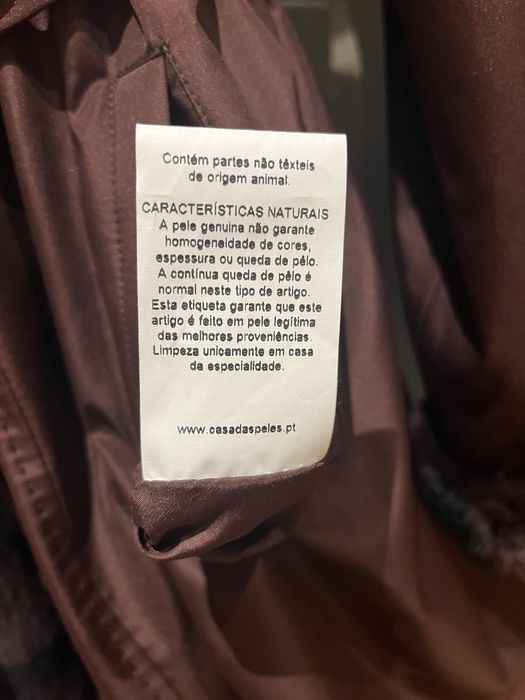 Contém partes não têxteis
de origem animal.
CARACTERÍSTICAS NATURAIS
A pele genuina não garante
homogeneidade de cores,
espessura ou queda de pêlo.
A contínua queda de pêlo é
normal neste tipo de artigo.
Esta etiqueta garante que este
artigo é feito em pele legítima
das melhores proveniências.
Limpeza unicamente em casa
da especialidade.
www.casadaspeles.pt